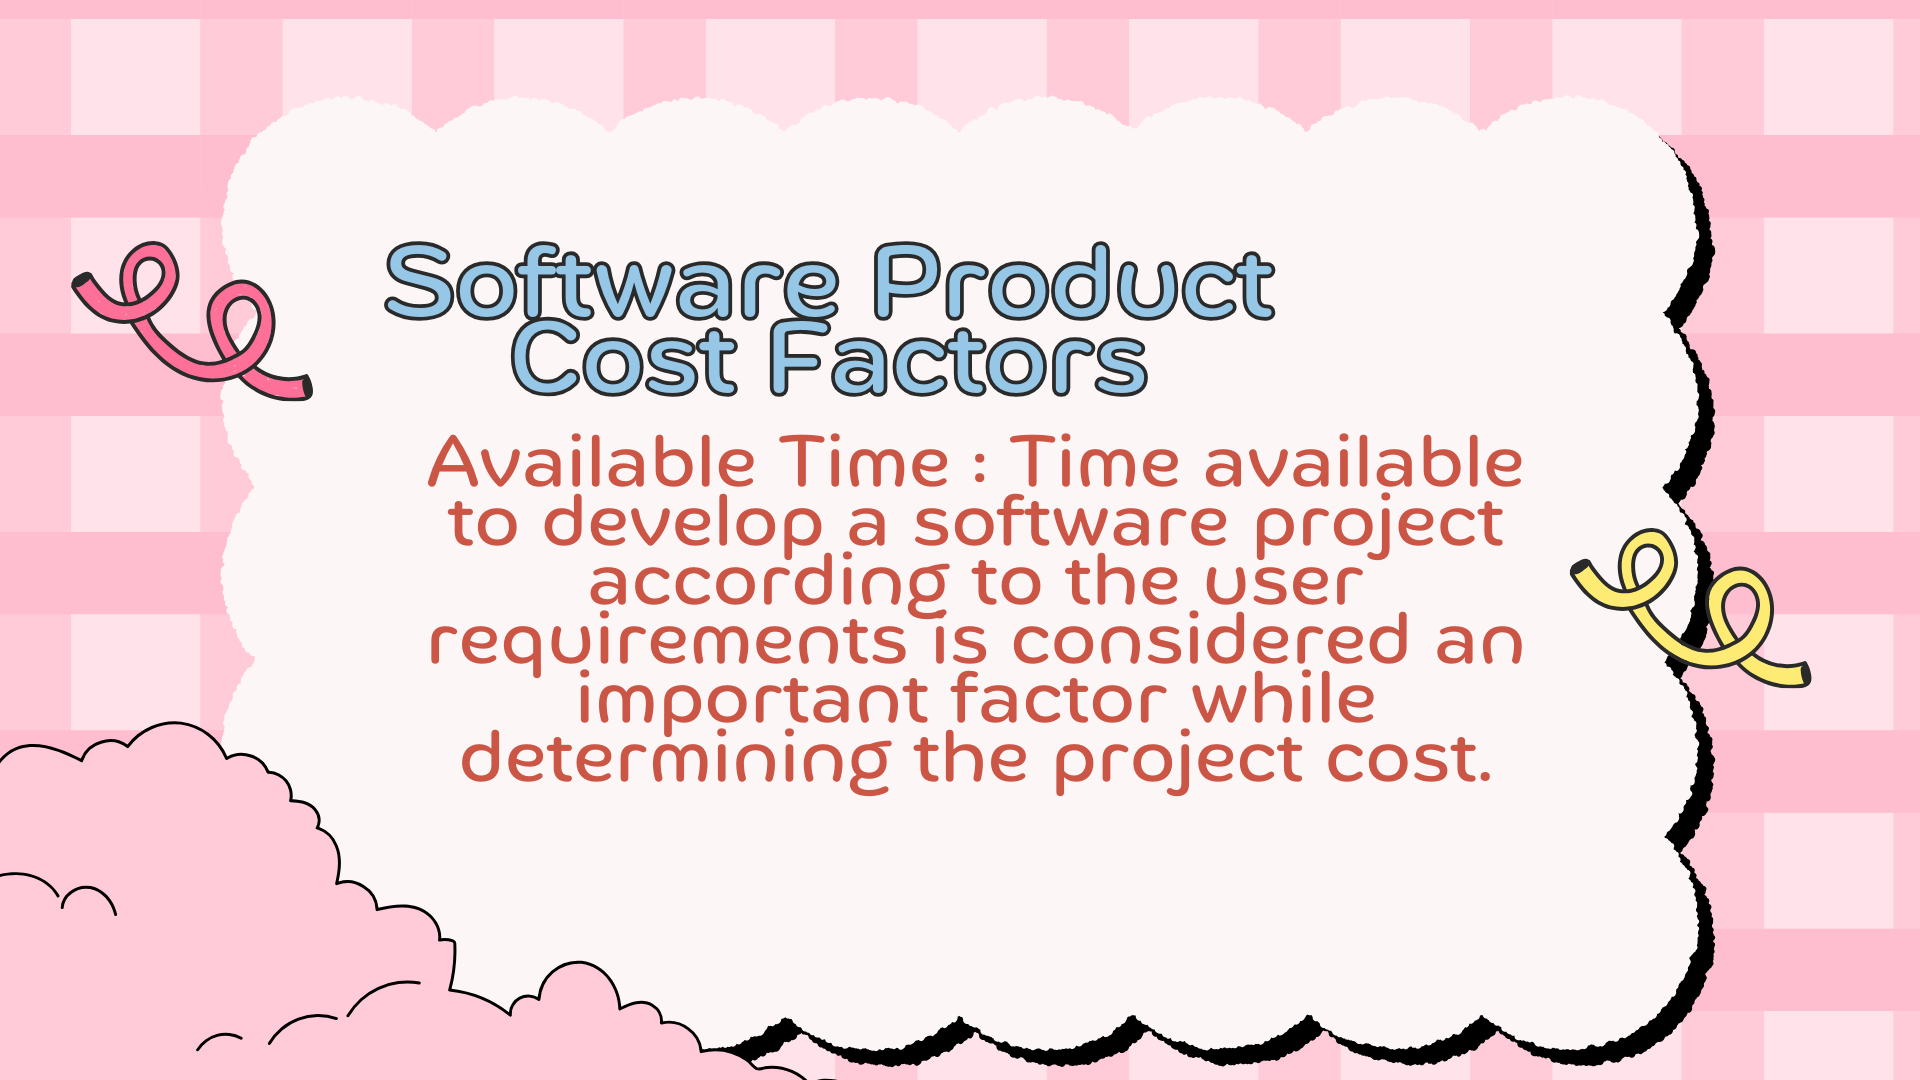 Software Product
Cost Factors
Available Time : Time available
to develop a software project
according to the user
requirements is considered an
important factor while
determining the project cost.